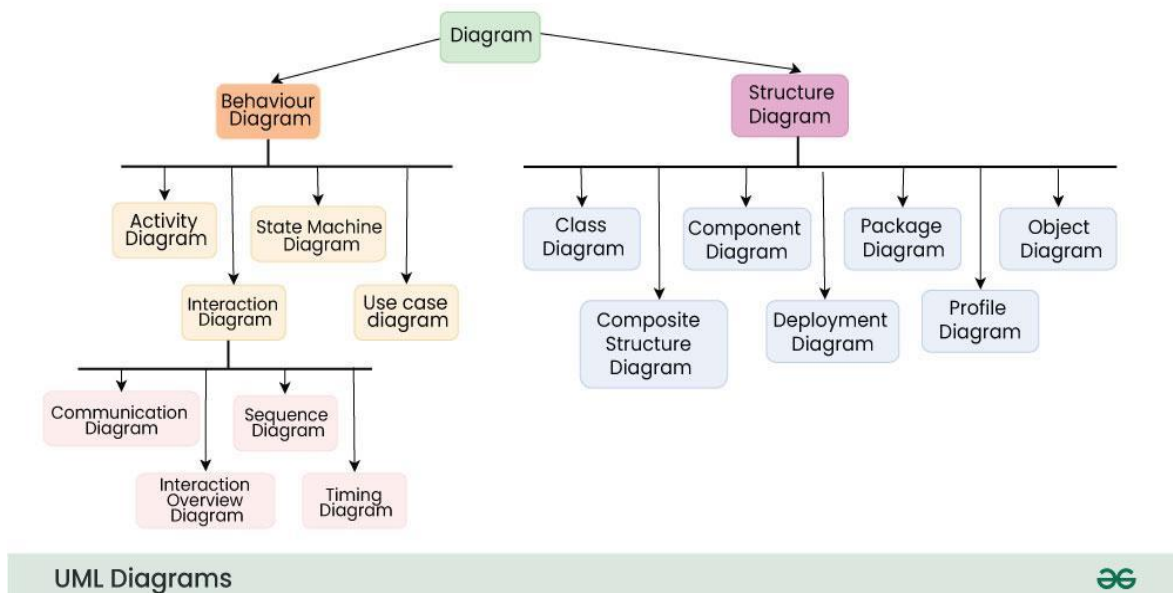 Diagram
Behaviour
Diagram
Structure
Diagram
Activity
Diagram
State Machine
Diagram
Interaction
Diagram
Use case
diagram
Class
Diagram
Component
Diagram
Package
Diagram
Object
Diagram
Composite
Structure
Diagram
Deployment
Diagram
Profile
Diagram
Communication
Diagram
Sequence
Diagram
Interaction
Overview
Diagram
Timing
Diagram
UML Diagrams